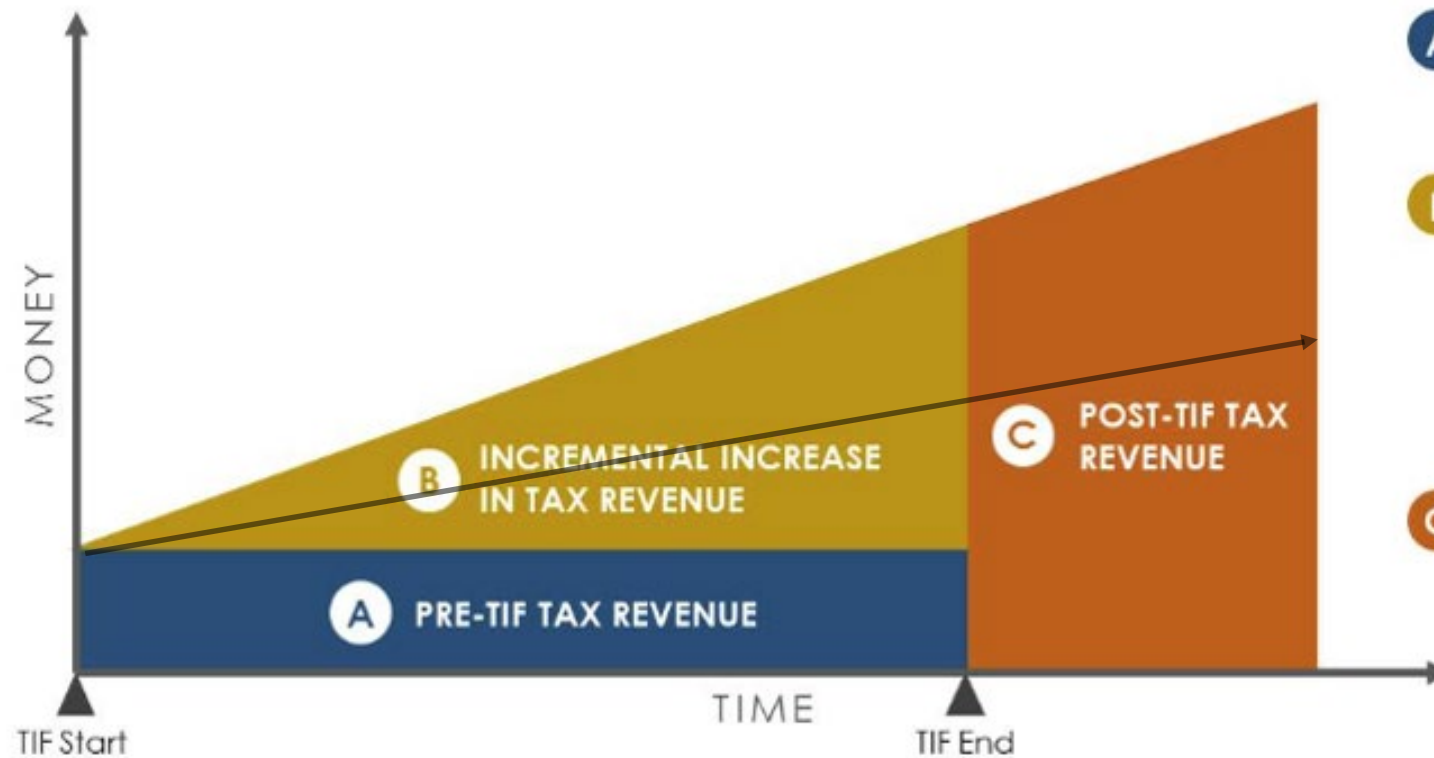 MONEY
B
INCREMENTAL INCREASE
IN TAX REVENUE
C
POST-TIF TAX
REVENUE
A
PRE-TIF TAX REVENUE
TIME
TIF Start
TIF End